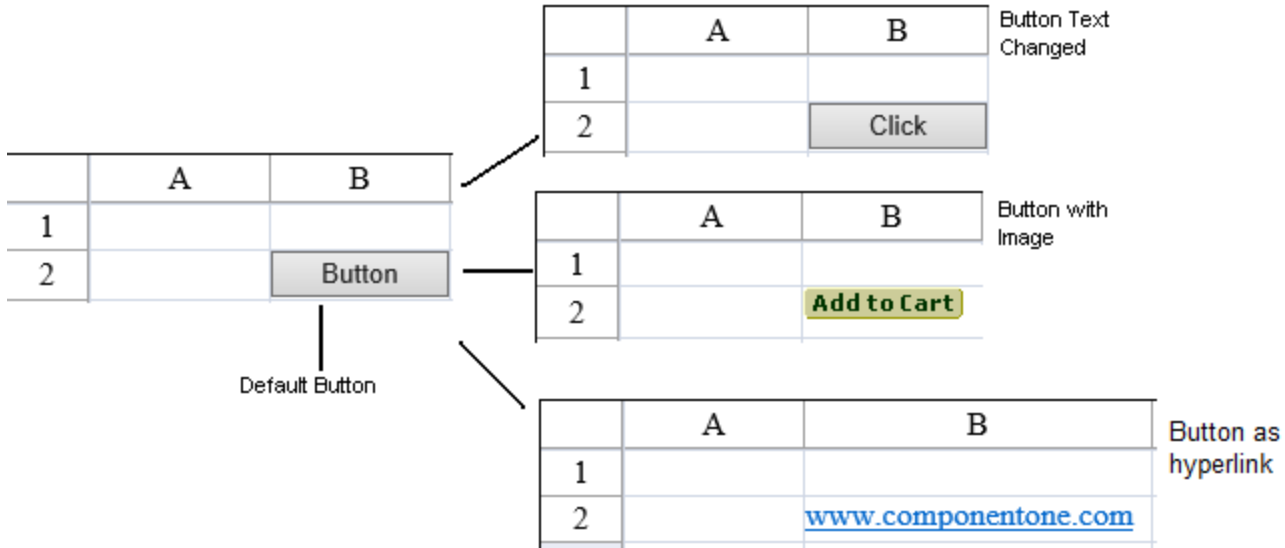 A B
1
2 Button
Default Button
A B
1
2 Click
Button Text
Changed
A B
1
2 Add to Cart
Button with
Image
A B
1
2 www.componentone.com
Button as
hyperlink